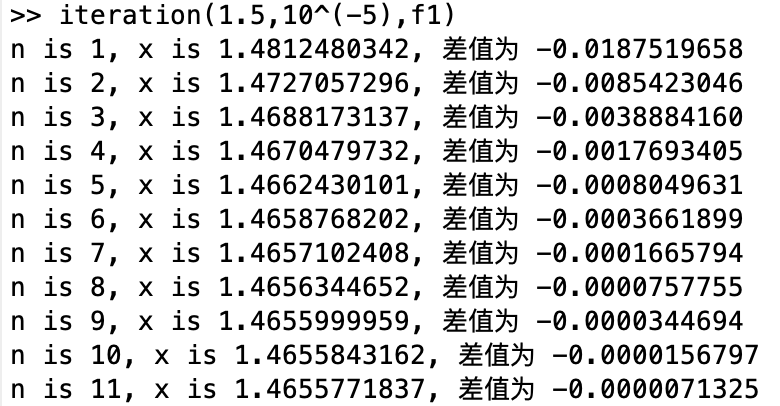 >> iteration(1.5,10^(-5),f1)
n is 1, x is 1.4812480342, 差值为 -0.0187519658
n is 2, x is 1.4727057296, 差值为 -0.0085423046
n is 3, x is 1.4688173137, 差值为 -0.0038884160
n is 4, x is 1.4670479732, 差值为 -0.0017693405
n is 5, x is 1.4662430101, 差值为 -0.0008049631
n is 6, x is 1.4658768202, 差值为 -0.0003661899
n is 7, x is 1.4657102408, 差值为 -0.0001665794
n is 8, x is 1.4656344652, 差值为 -0.0000757755
n is 9, x is 1.4655999959, 差值为 -0.0000344694
n is 10, x is 1.4655843162, 差值为 -0.0000156797
n is 11, x is 1.4655771837, 差值为 -0.0000071325